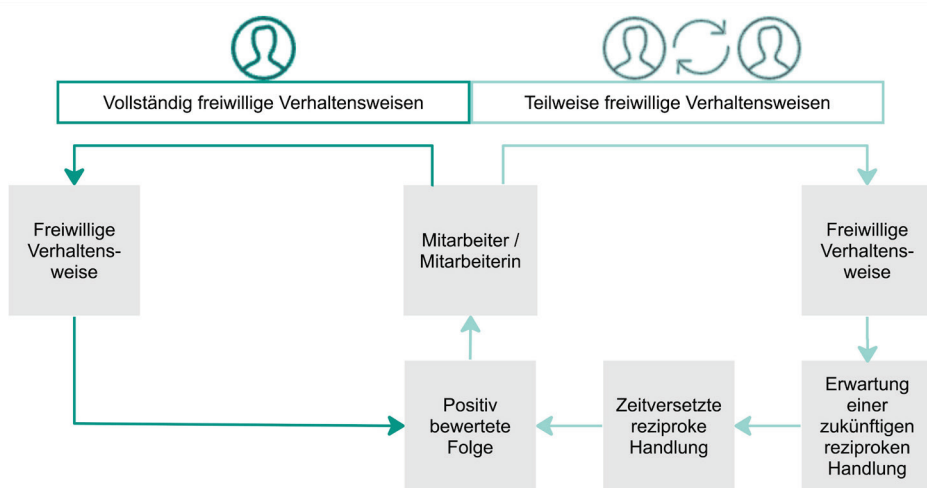 Vollständig freiwillige Verhaltensweisen
Teilweise freiwillige Verhaltensweisen
Freiwillige
Verhaltens-
weise
Mitarbeiter /
Mitarbeiterin
Freiwillige
Verhaltens-
weise
Positiv
bewertete
Folge
Zeitversetzte
reziproke
Handlung
Erwartung
einer
zukünftigen
reziproken
Handlung